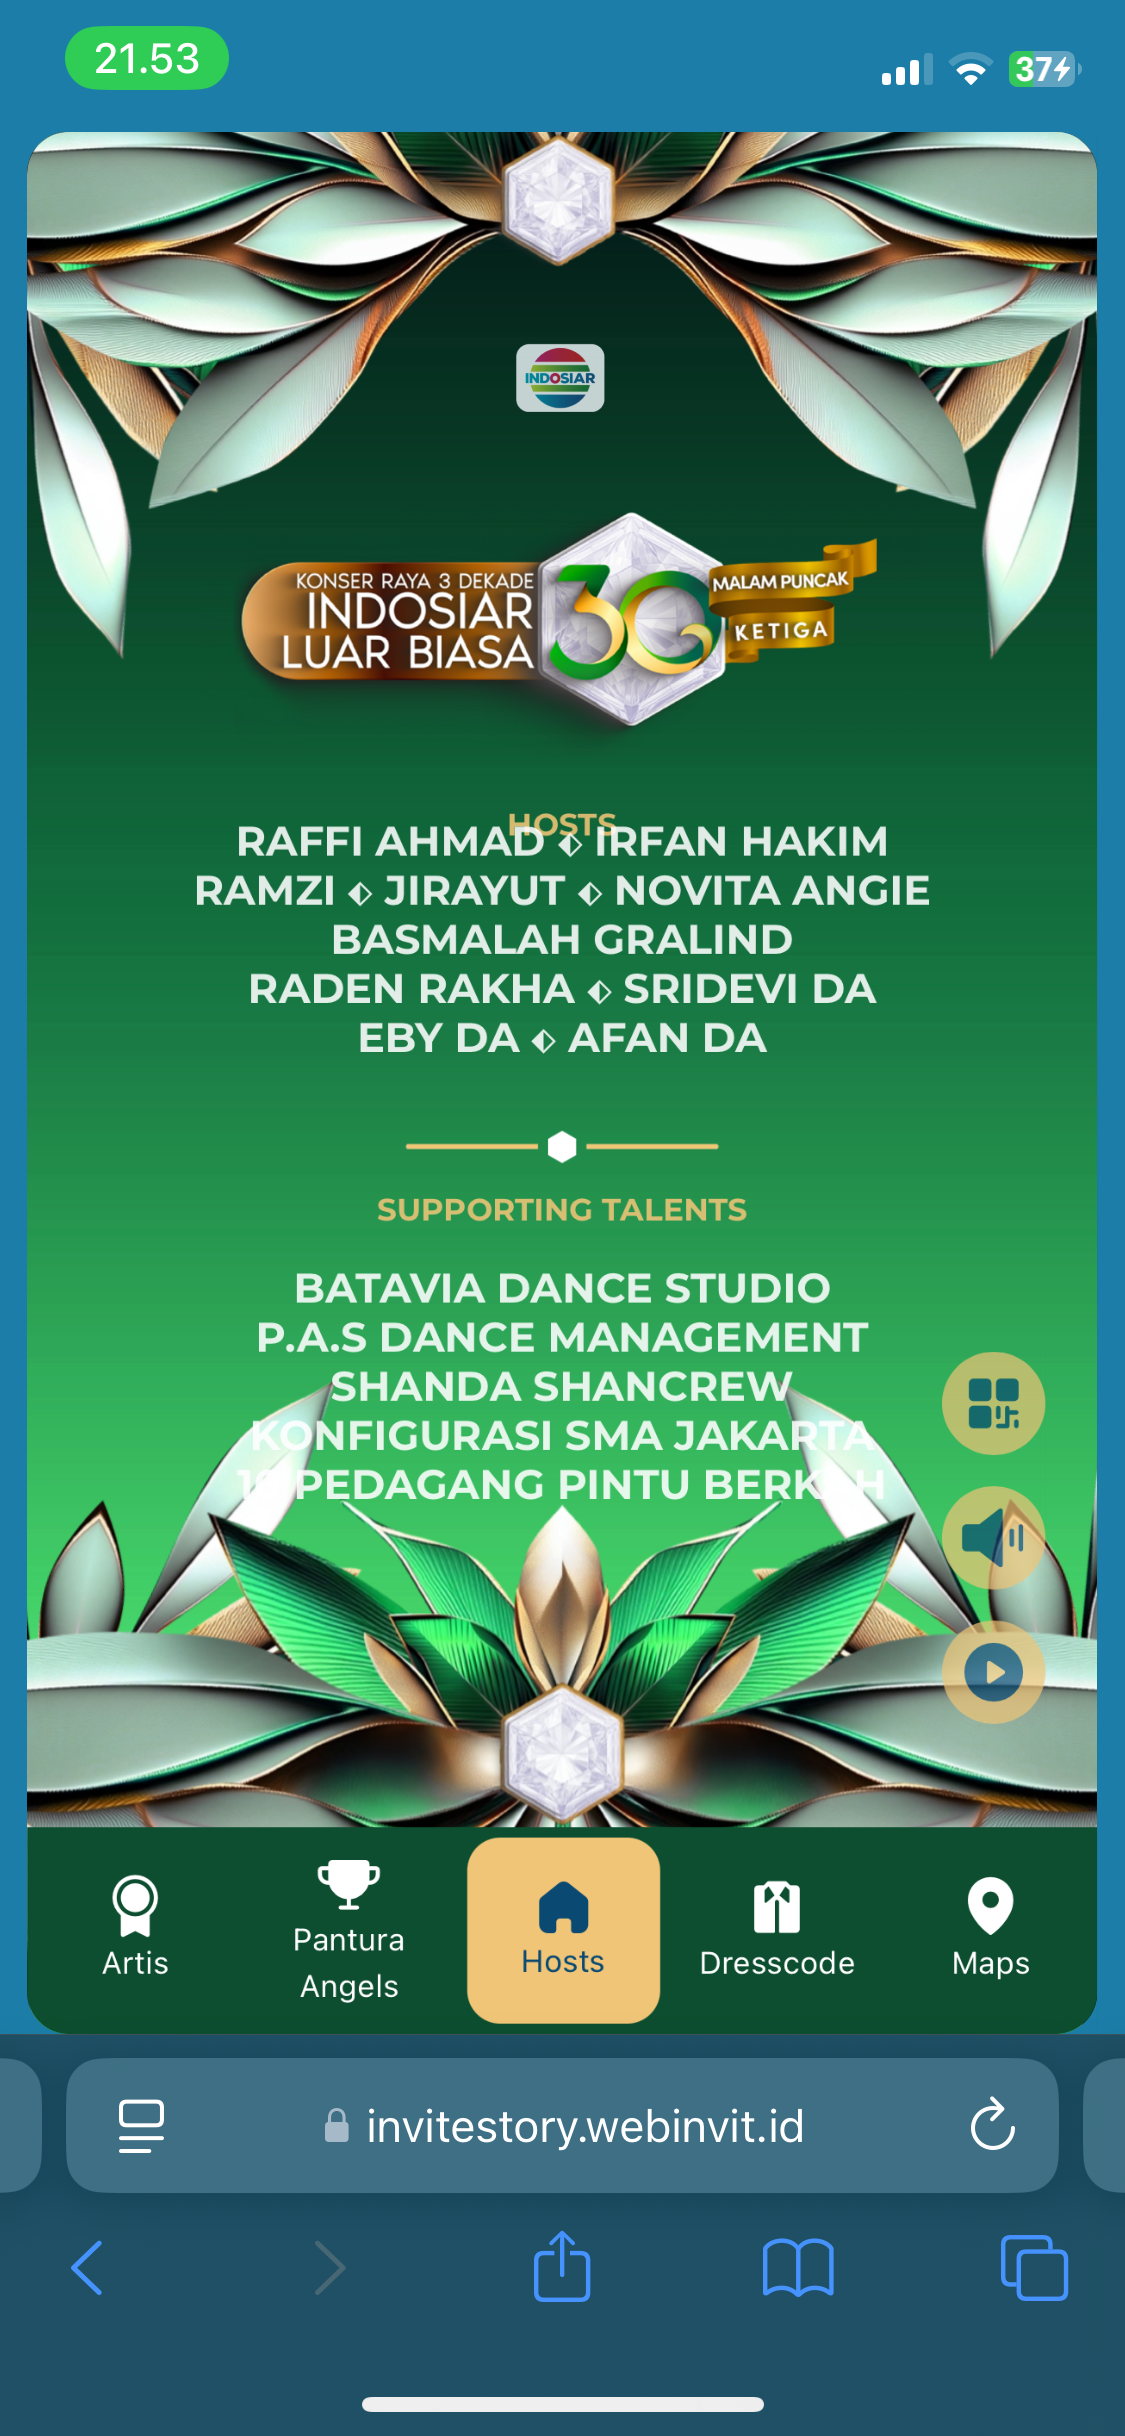 21.53
37
INDOSIAR
KONSER RAYA 3 DEKADE
INDOSIAR
LUAR BIASA
30
MALAM PUNCAK
KETIGA
HOSTS
RAFFI AHMAD ⬖ IRFAN HAKIM
RAMZI ⬖ JIRAYUT ⬖ NOVITA ANGIE
BASMALAH GRALIND
RADEN RAKHA ⬖ SRIDEVI DA
EBY DA ⬖ AFAN DA
SUPPORTING TALENTS
BATAVIA DANCE STUDIO
P.A.S DANCE MANAGEMENT
SHANDA SHANCREW
KONFIGURASI SMA JAKARTA
PEDAGANG PINTU BERKAH
Artis
Pantura
Angels
Hosts
Dresscode
Maps
invitestory.webinvit.id